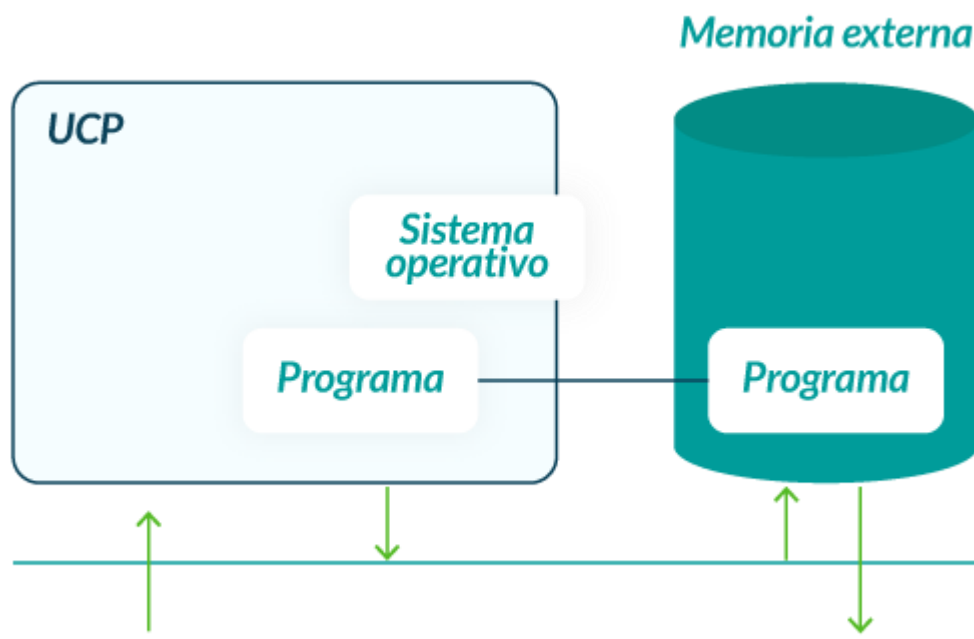 Memoria externa
UCP
Sistema
operativo
Programa
Programa